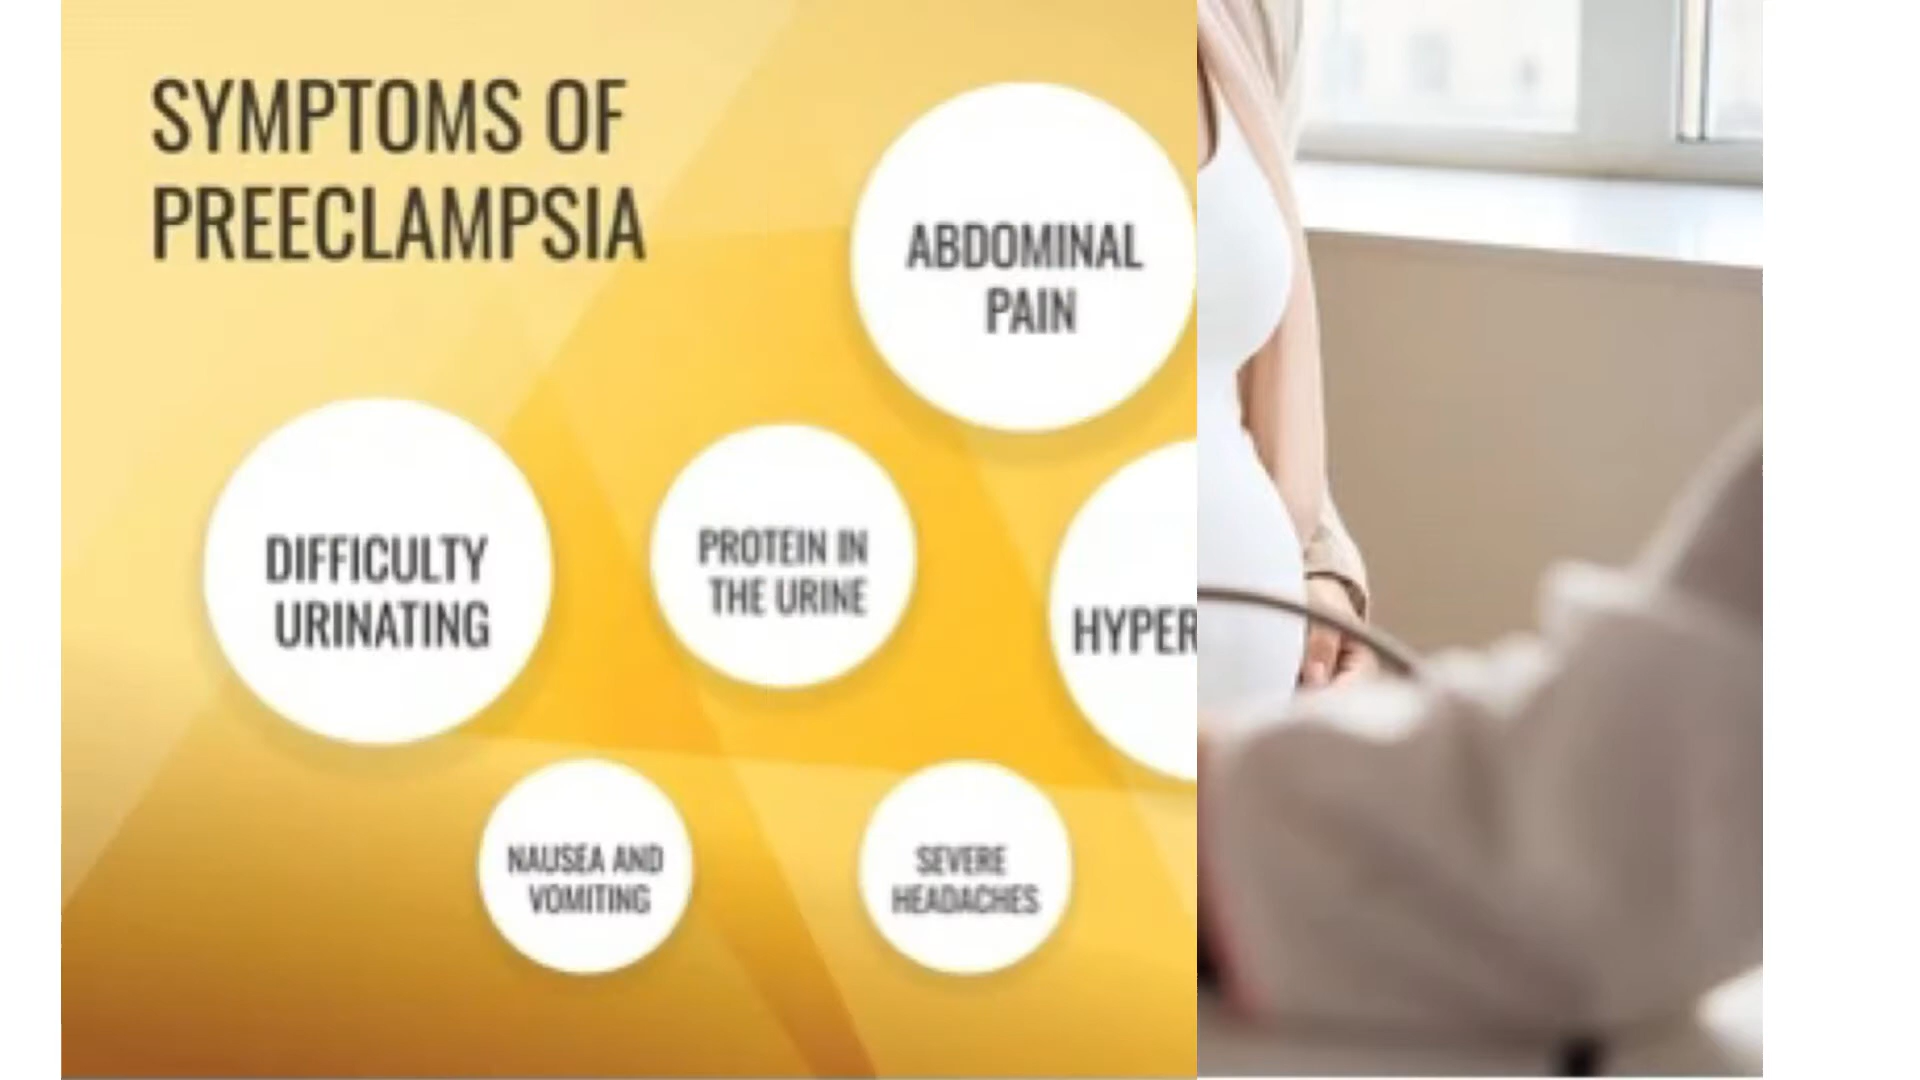 SYMPTOMS OF
PREECLAMPSIA
ABDOMINAL
PAIN
DIFFICULTY
URINATING
PROTEIN IN
THE URINE
HYPER
NAUSEA AND
VOMITING
SEVERE
HEADACHES